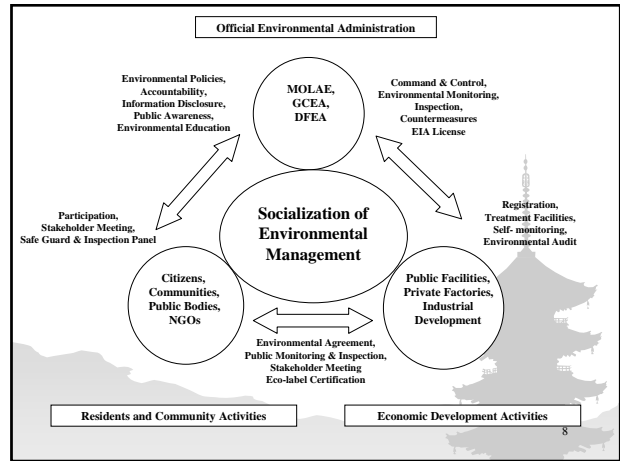 Official Environmental Administration
Environmental Policies,
Accountability,
Information Disclosure,
Public Awareness,
Environmental Education
MOLAE,
GCEA,
DFEA
Command & Control,
Environmental Monitoring,
Inspection,
Countermeasures
EIA License
Participation,
Stakeholder Meeting,
Safe Guard & Inspection Panel
Socialization of
Environmental
Management
Registration,
Treatment Facilities,
Self- monitoring,
Environmental Audit
Citizens,
Communities,
Public Bodies,
NGOs
Public Facilities,
Private Factories,
Industrial
Development
Environmental Agreement,
Public Monitoring & Inspection,
Stakeholder Meeting
Eco-label Certification
Residents and Community Activities
Economic Development Activities
8